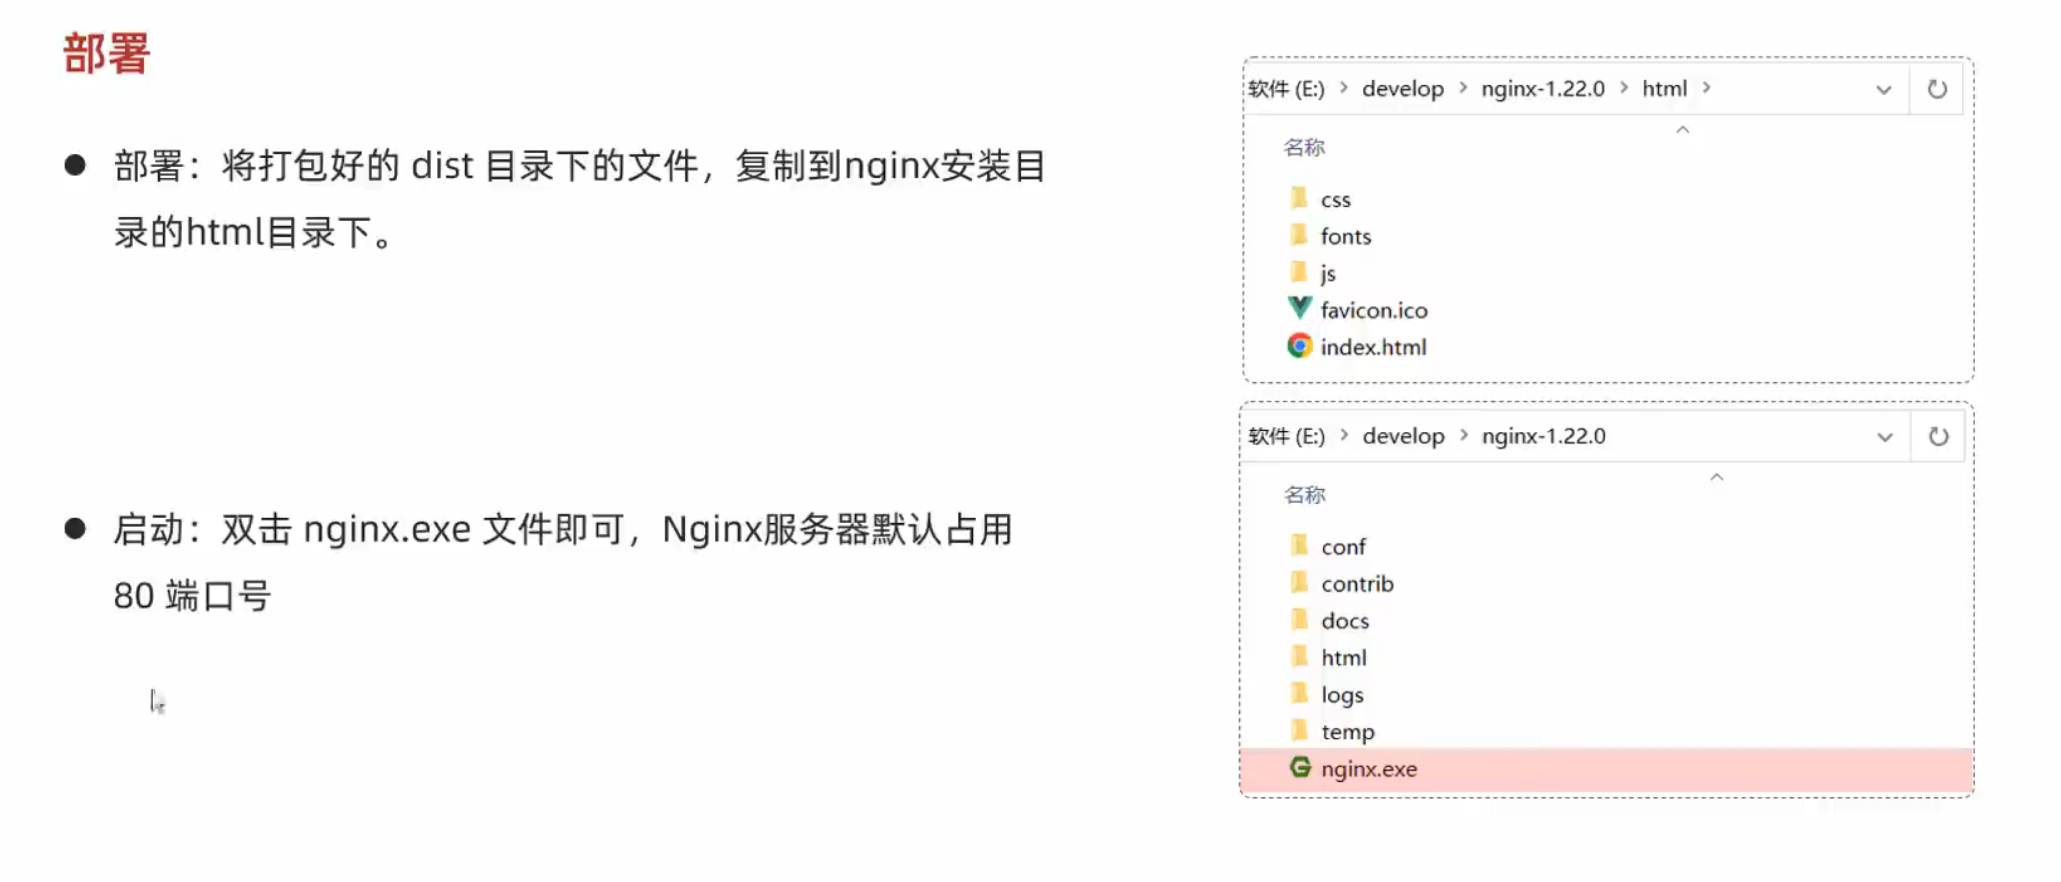 部署
部署：将打包好的 dist 目录下的文件，复制到nginx安装目
录的html目录下。
启动：双击 nginx.exe 文件即可，Nginx服务器默认占用
80 端口号
软件 (E:) > develop > nginx-1.22.0 > html >
名称
css
fonts
js
favicon.ico
index.html
软件 (E:) > develop > nginx-1.22.0
名称
conf
contrib
docs
html
logs
temp
nginx.exe